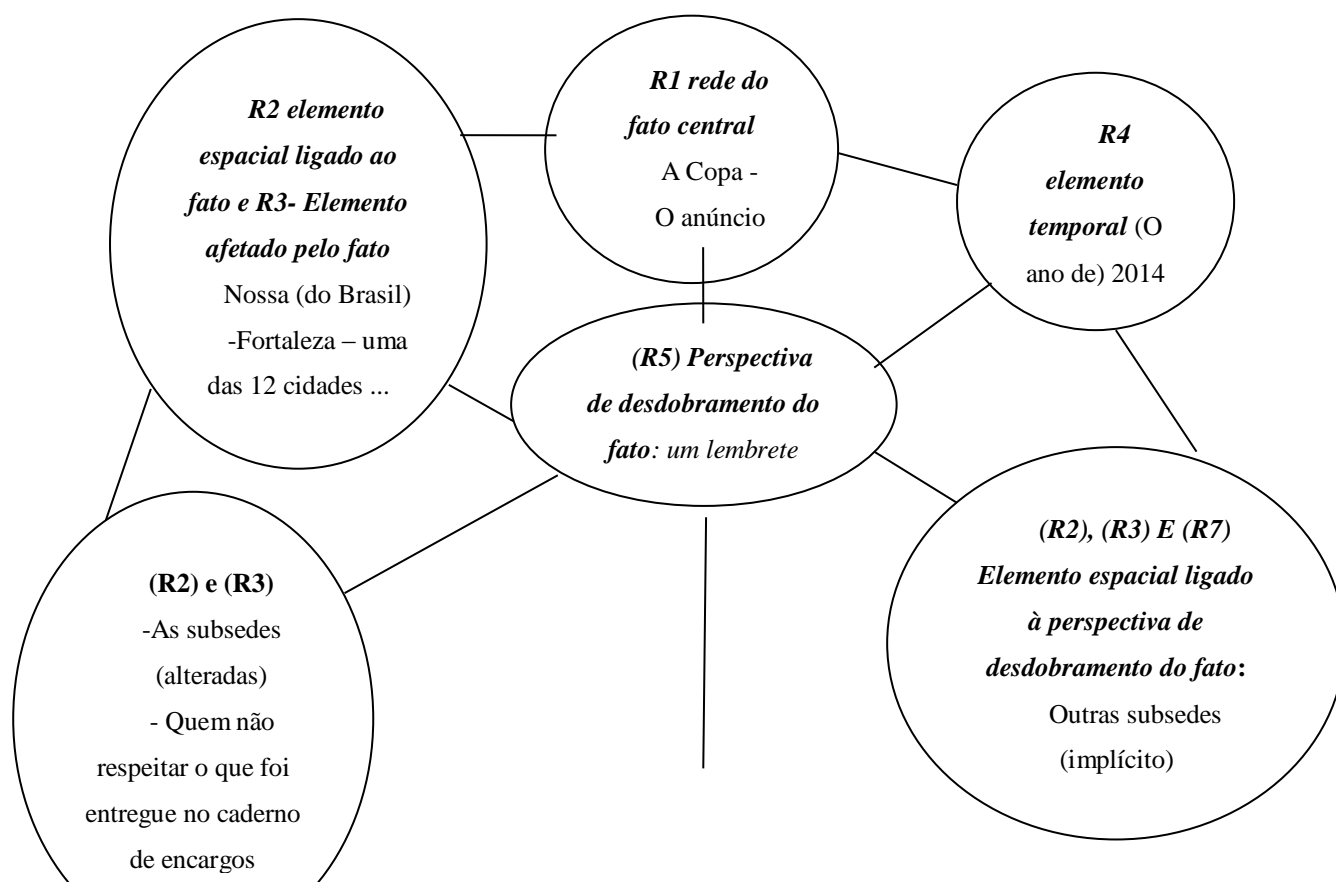 R2 elemento
espacial ligado ao
fato e R3- Elemento
afetado pelo fato
Nossa (do Brasil)
-Fortaleza – uma
das 12 cidades ...
R1 rede do
fato central
A Copa -
O anúncio
R4
elemento
temporal (O
ano de) 2014
(R5) Perspectiva
de desdobramento do
fato: um lembrete
(R2) e (R3)
-As subsedes
(alteradas)
- Quem não
respeitar o que foi
entregue no caderno
de encargos
(R2), (R3) E (R7)
Elemento espacial ligado
à perspectiva de
desdobramento do fato:
Outras subsedes
(implícito)